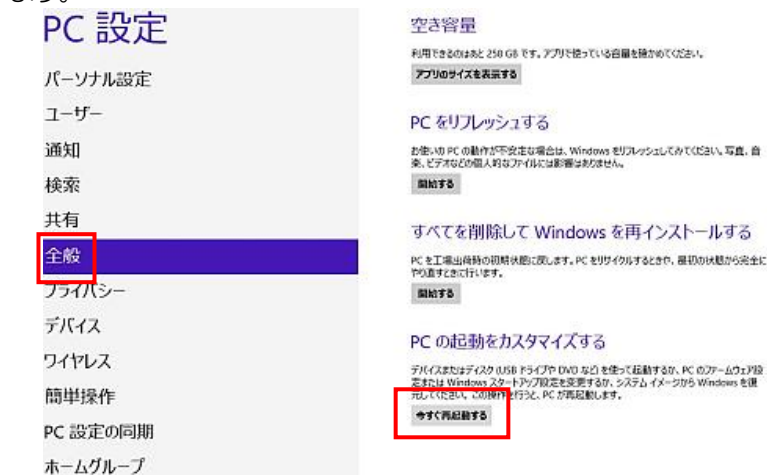 ます。
PC 設定
パーソナル設定
ユーザー
通知
検索
共有
全般
プライバシー
デバイス
ワイヤレス
簡単操作
PC 設定の同期
ホームグループ
空き容量
利用できるのはあと 250 GB です。アプリで使っている容量を確かめてください。
アプリのサイズを表示する
PC をリフレッシュする
お使いの PC の動作が不安定な場合は、Windows をリフレッシュしてみてください。写真、音
楽、ビデオなどの個人的なファイルには影響はありません。
開始する
すべてを削除して Windows を再インストールする
PC を工場出荷時の初期状態に戻します。PC をリサイクルするときや、最初の状態から完全に
やり直すときに行います。
開始する
PC の起動をカスタマイズする
デバイスまたはディスク (USB ドライブや DVD など) を使って起動するか、PC のファームウェア設
定または Windows スタートアップ設定を変更するか、システム イメージから Windows を復
元してください。この操作を行うと、PC が再起動します。
今すぐ再起動する